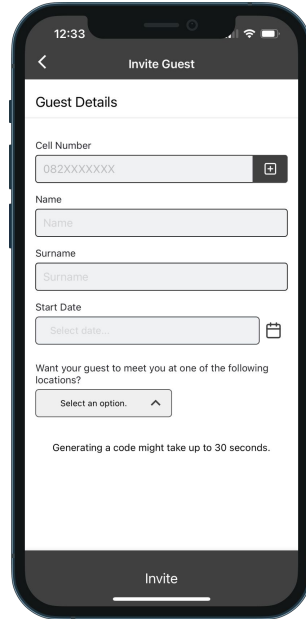 12:33
Invite Guest
Guest Details
Cell Number
082XXXXXXX
Name
Name
Surname
Surname
Start Date
Select date...
Want your guest to meet you at one of the following
locations?
Select an option.
Generating a code might take up to 30 seconds.
Invite